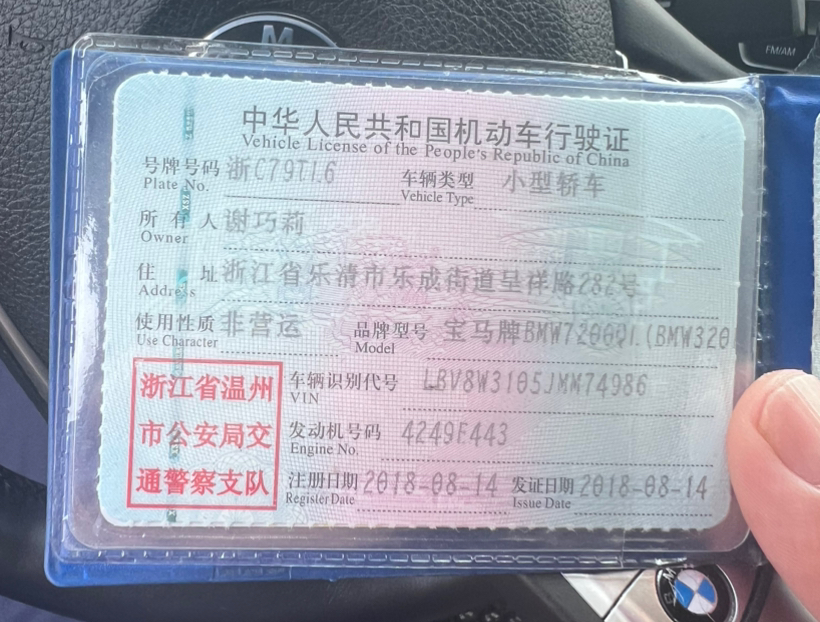 FM/AM
中华人民共和国机动车行驶证
Vehicle License of the People's Republic of China
号牌号码 浙C79TL6 车辆类型 小型轿车
Plate No. Vehicle Type
所有人 谢巧莉
Owner
住址 浙江省乐清市乐成街道呈祥路282号
Address
使用性质 非营运 品牌型号 宝马牌BMW7200QL(BMW320
Use Character Model
浙江省温州
市公安局交
通警察支队
车辆识别代号 LBV8W3105JMM74986
VIN
发动机号码 4249F443
Engine No.
注册日期 2018-08-14 发证日期 2018-08-14
Register Date Issue Date